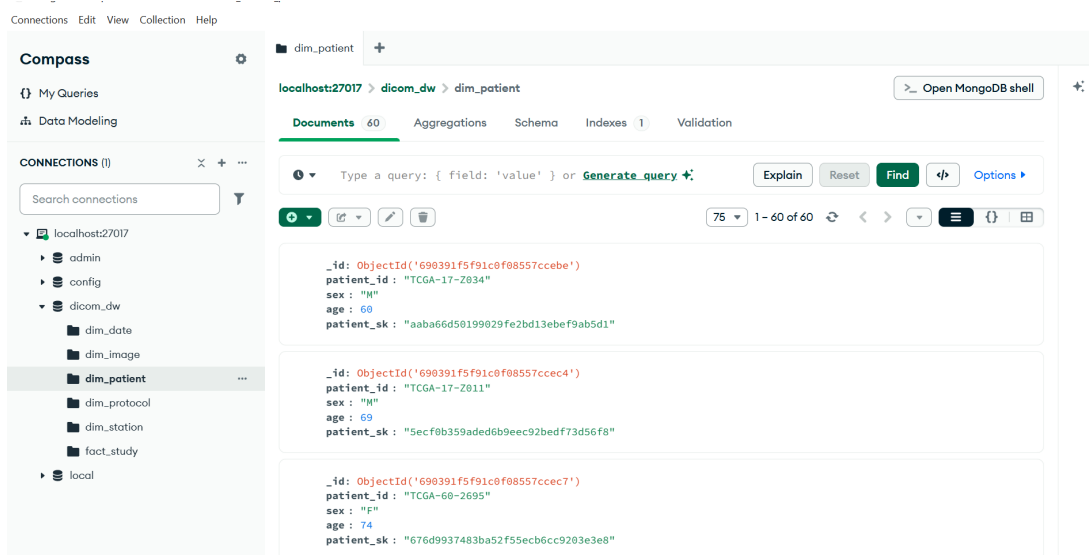 Connections Edit View Collection Help
Compass
My Queries
Data Modeling
CONNECTIONS (1)
Search connections
localhost:27017
admin
config
dicom_dw
dim_date
dim_image
dim_patient
dim_protocol
dim_station
fact_study
local
dim_patient
localhost:27017 > dicom_dw > dim_patient
>_ Open MongoDB shell
Documents 60 Aggregations Schema Indexes 1 Validation
Type a query: { field: 'value' } or Generate query
Explain Reset Find </> Options
75 1 – 60 of 60 {}
_id: ObjectId('690391f5f91c0f08557ccebe')
patient_id : "TCGA-17-Z034"
sex : "M"
age : 60
patient_sk : "aaba66d50199029fe2bd13ebef9ab5d1"
_id: ObjectId('690391f5f91c0f08557ccec4')
patient_id : "TCGA-17-Z011"
sex : "M"
age : 69
patient_sk : "5ecf0b359aded6b9eec92bedf73d56f8"
_id: ObjectId('690391f5f91c0f08557ccec7')
patient_id : "TCGA-60-2695"
sex : "F"
age : 74
patient_sk : "676d9937483ba52f55ecb6cc9203e3e8"